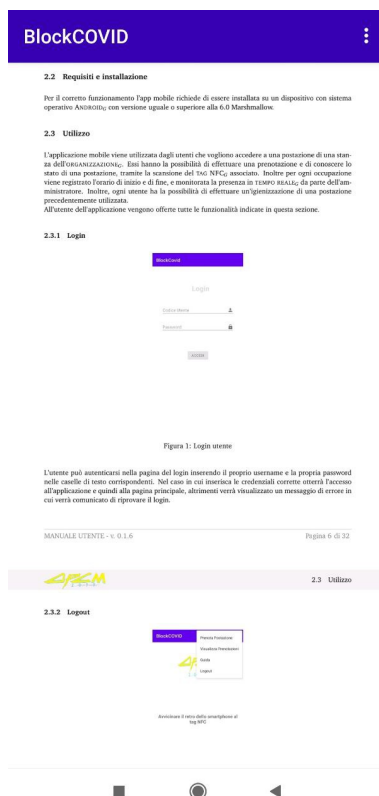 BlockCOVID
2.2 Requisiti e installazione
Per il corretto funzionamento l'app mobile richiede di essere installata su un dispositivo con sistema
operativo ANDROIDG con versione uguale o superiore alla 6.0 Marshmallow.
2.3 Utilizzo
L'applicazione mobile viene utilizzata dagli utenti che vogliono accedere a una postazione di una stan-
za dell'ORGANIZZAZIONEG. Essi hanno la possibilità di effettuare una prenotazione e di conoscere lo
stato di una postazione, tramite la scansione del TAG NFCG associato. Inoltre per ogni occupazione
viene registrato l'orario di inizio e di fine, e monitorata la presenza in TEMPO REALEG da parte dell'am-
ministratore. Inoltre, ogni utente ha la possibilità di effettuare un'igienizzazione di una postazione
precedentemente utilizzata.
All'utente dell'applicazione vengono offerte tutte le funzionalità indicate in questa sezione.
2.3.1 Login
BlockCovid
Login
Codice utente
Password
ACCEDI
Figura 1: Login utente
L'utente può autenticarsi nella pagina del login inserendo il proprio username e la propria password
nelle caselle di testo corrispondenti. Nel caso in cui inserisca le credenziali corrette otterrà l'accesso
all'applicazione e quindi alla pagina principale, altrimenti verrà visualizzato un messaggio di errore in
cui verrà comunicato di riprovare il login.
MANUALE UTENTE - v. 0.1.6
Pagina 6 di 32
2.3 Utilizzo
2.3.2 Logout
BlockCOVID
Prenota Postazione
Visualizza Prenotazioni
Guida
Logout
Avvicinare il retro dello smartphone al
tag NFC